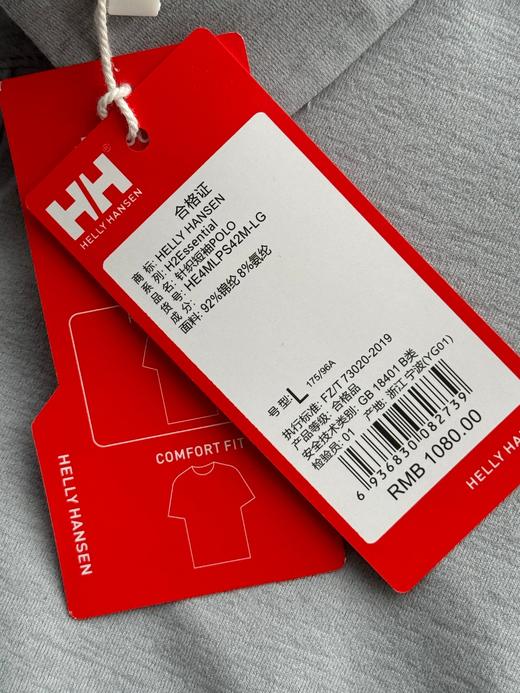 HH
®
HELLY HANSEN
合格证
商 标: HELLY HANSEN
系 列: H2Essential
品 名: 针织短袖POLO
货 号: HE4MLPS42M-LG
成 分:
面料: 92%锦纶 8%氨纶
号 型: L 175/96A
执行标准: FZ/T 73020-2019
产品等级: 合格品
安全技术类别: GB 18401 B类
检验员: 01 产地: 浙江 宁波(YG01)
6 936830 082739
RMB 1080.00
HELLY HANSEN
COMFORT FIT
HELLY HANSEN